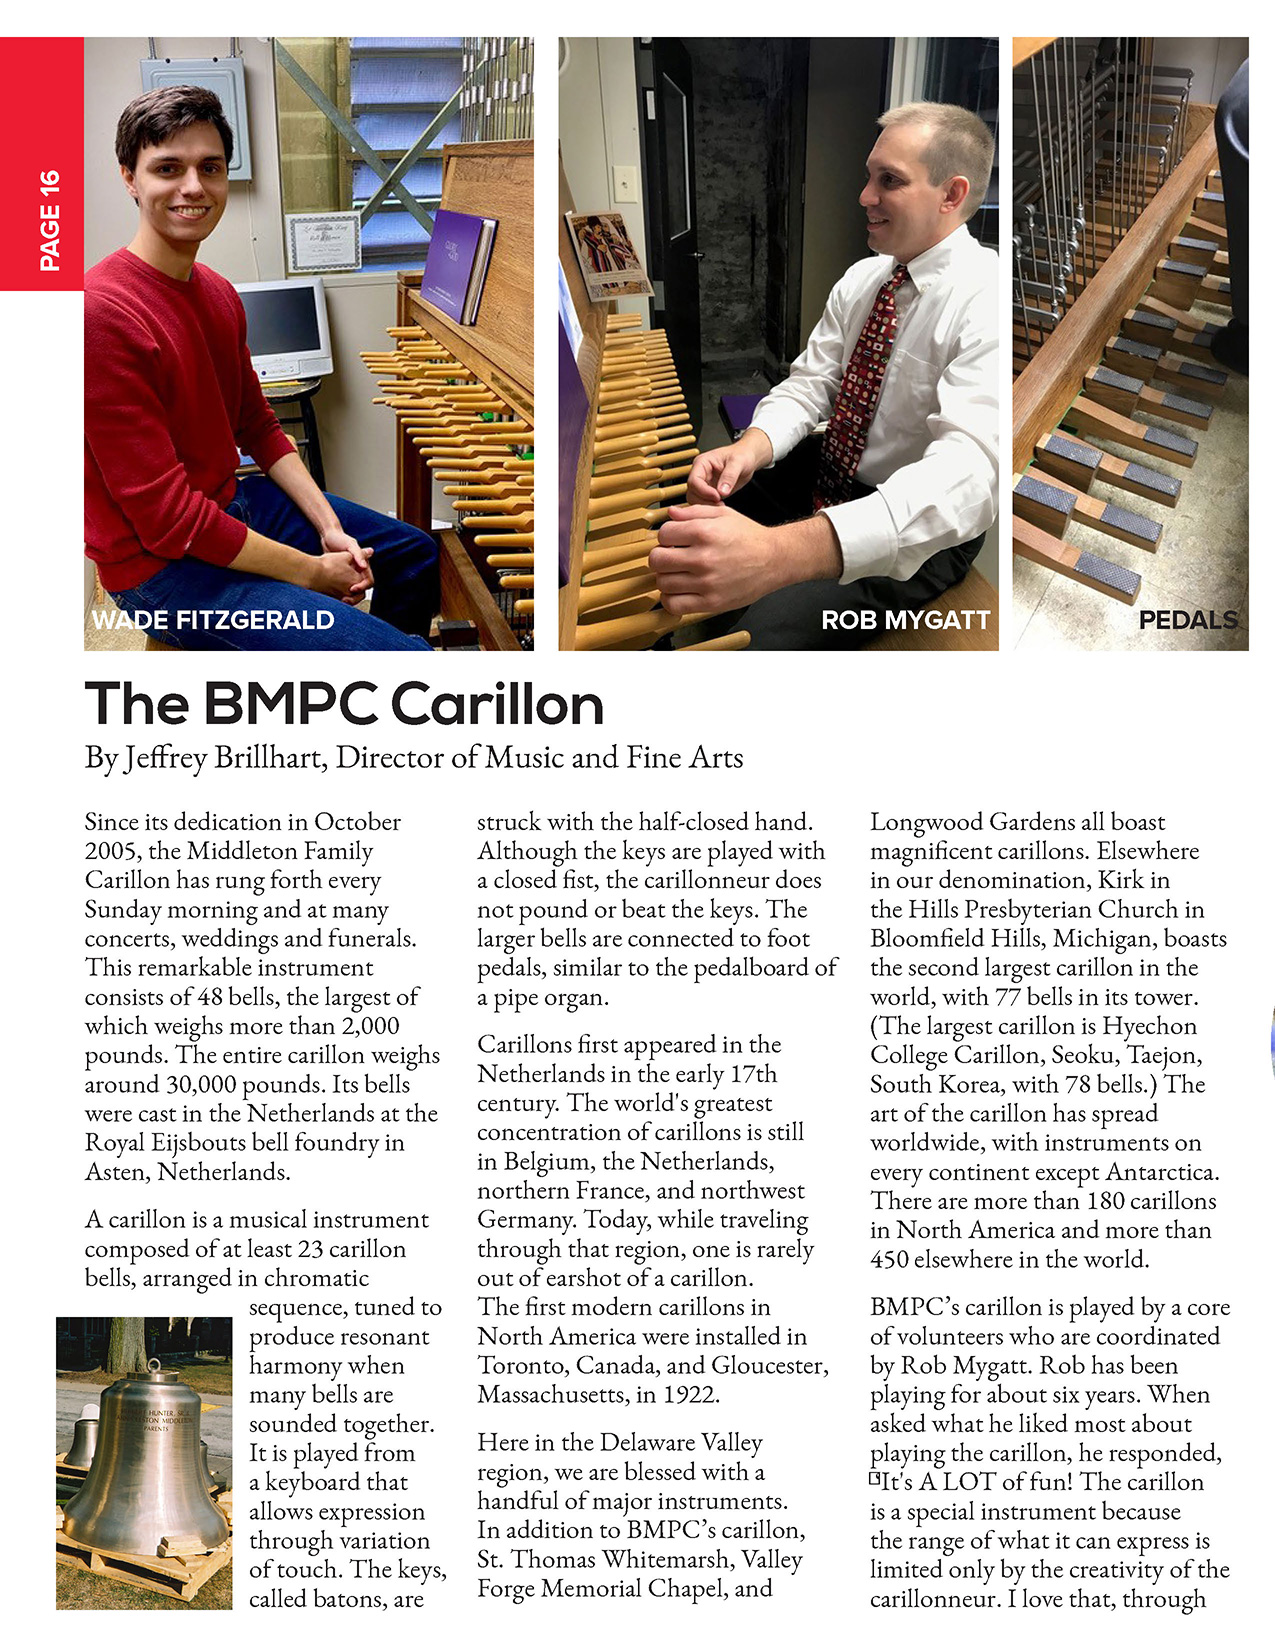 PAGE 16
WADE FITZGERALD
ROB MYGATT
PEDALS
The BMPC Carillon
By Jeffrey Brillhart, Director of Music and Fine Arts
Since its dedication in October
2005, the Middleton Family
Carillon has rung forth every
Sunday morning and at many
concerts, weddings and funerals.
This remarkable instrument
consists of 48 bells, the largest of
which weighs more than 2,000
pounds. The entire carillon weighs
around 30,000 pounds. Its bells
were cast in the Netherlands at the
Royal Eijsbouts bell foundry in
Asten, Netherlands.
A carillon is a musical instrument
composed of at least 23 carillon
bells, arranged in chromatic
sequence, tuned to
produce resonant
harmony when
many bells are
sounded together.
It is played from
a keyboard that
allows expression
through variation
of touch. The keys,
called batons, are
struck with the half-closed hand.
Although the keys are played with
a closed fist, the carillonneur does
not pound or beat the keys. The
larger bells are connected to foot
pedals, similar to the pedalboard of
a pipe organ.
Carillons first appeared in the
Netherlands in the early 17th
century. The world's greatest
concentration of carillons is still
in Belgium, the Netherlands,
northern France, and northwest
Germany. Today, while traveling
through that region, one is rarely
out of earshot of a carillon.
The first modern carillons in
North America were installed in
Toronto, Canada, and Gloucester,
Massachusetts, in 1922.
Here in the Delaware Valley
region, we are blessed with a
handful of major instruments.
In addition to BMPC’s carillon,
St. Thomas Whitemarsh, Valley
Forge Memorial Chapel, and
Longwood Gardens all boast
magnificent carillons. Elsewhere
in our denomination, Kirk in
the Hills Presbyterian Church in
Bloomfield Hills, Michigan, boasts
the second largest carillon in the
world, with 77 bells in its tower.
(The largest carillon is Hyechon
College Carillon, Seoku, Taejon,
South Korea, with 78 bells.) The
art of the carillon has spread
worldwide, with instruments on
every continent except Antarctica.
There are more than 180 carillons
in North America and more than
450 elsewhere in the world.
BMPC’s carillon is played by a core
of volunteers who are coordinated
by Rob Mygatt. Rob has been
playing for about six years. When
asked what he liked most about
playing the carillon, he responded,
"It's A LOT of fun! The carillon
is a special instrument because
the range of what it can express is
limited only by the creativity of the
carillonneur. I love that, through